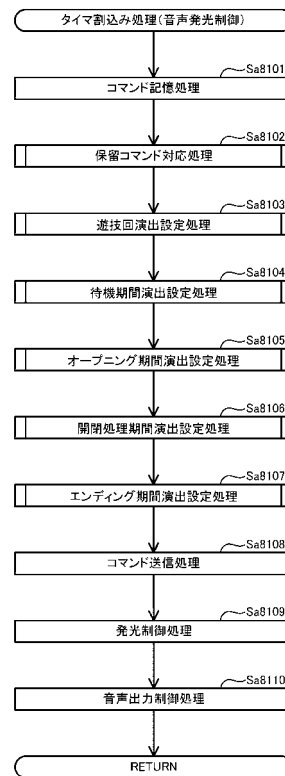 タイマ割込み処理(音声発光制御)
Sa8101
コマンド記憶処理
Sa8102
保留コマンド対応処理
Sa8103
遊技回演出設定処理
Sa8104
待機期間演出設定処理
Sa8105
オープニング期間演出設定処理
Sa8106
開閉処理期間演出設定処理
Sa8107
エンディング期間演出設定処理
Sa8108
コマンド送信処理
Sa8109
発光制御処理
Sa8110
音声出力制御処理
RETURN